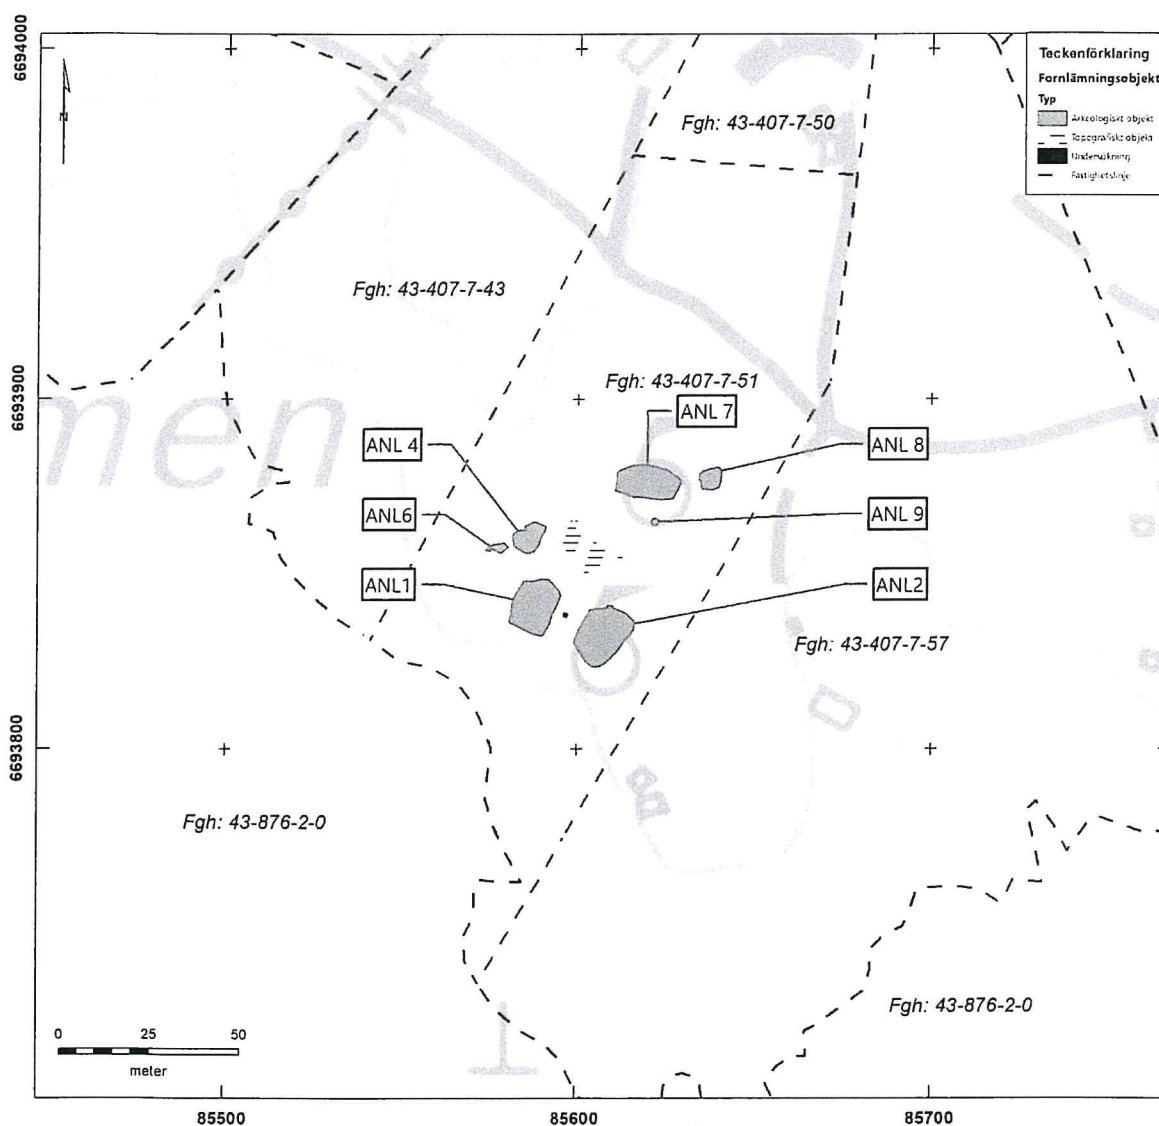 6694000
Teckenförklaring
Fornlämningsobjekt
Typ
Arkeologiskt objekt
Topografiskt objekt
Undersökning
Fastighetslinje
N
Fgh: 43-407-7-50
Fgh: 43-407-7-43
Fgh: 43-407-7-51
6693900
men
ANL 7
ANL 4
ANL 8
ANL6
ANL 9
ANL1
ANL2
Fgh: 43-407-7-57
6693800
Fgh: 43-876-2-0
Fgh: 43-876-2-0
0 25 50
meter
85500 85600 85700